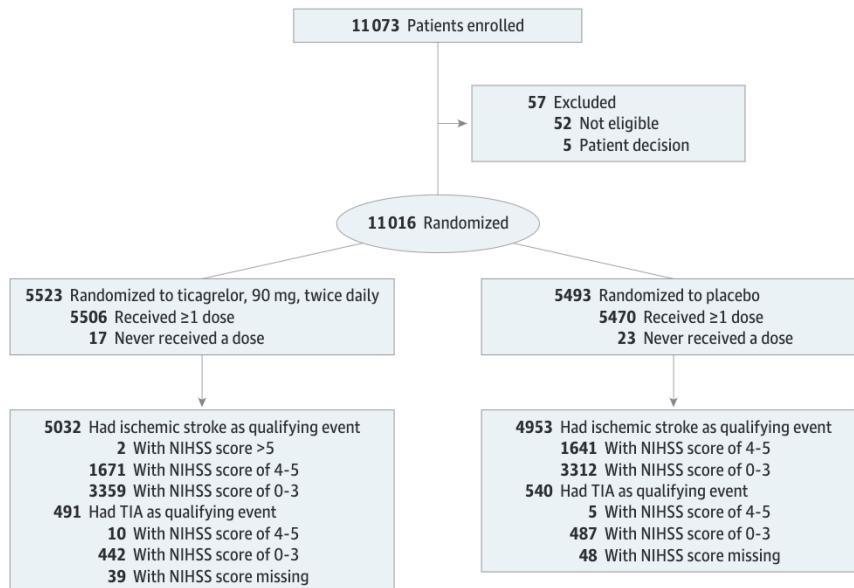 11 073 Patients enrolled
57 Excluded
52 Not eligible
5 Patient decision
11 016 Randomized
5523 Randomized to ticagrelor, 90 mg, twice daily
5506 Received ≥1 dose
17 Never received a dose
5493 Randomized to placebo
5470 Received ≥1 dose
23 Never received a dose
5032 Had ischemic stroke as qualifying event
2 With NIHSS score >5
1671 With NIHSS score of 4-5
3359 With NIHSS score of 0-3
491 Had TIA as qualifying event
10 With NIHSS score of 4-5
442 With NIHSS score of 0-3
39 With NIHSS score missing
4953 Had ischemic stroke as qualifying event
1641 With NIHSS score of 4-5
3312 With NIHSS score of 0-3
540 Had TIA as qualifying event
5 With NIHSS score of 4-5
487 With NIHSS score of 0-3
48 With NIHSS score missing